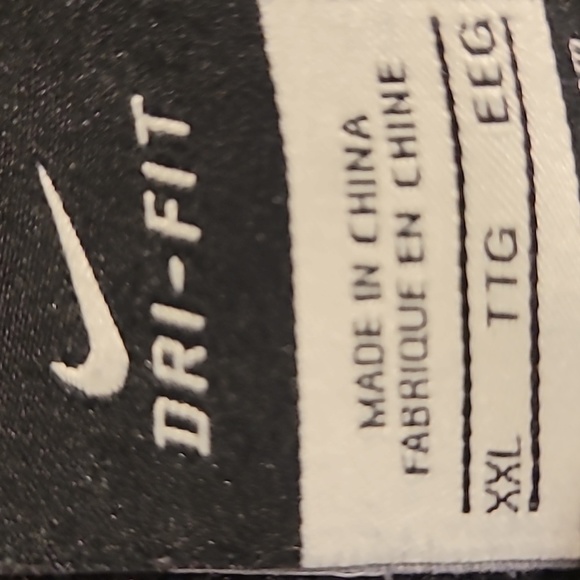 DRI-FIT
MADE IN CHINA
FABRIQUE EN CHINE
XXL TTG EEG